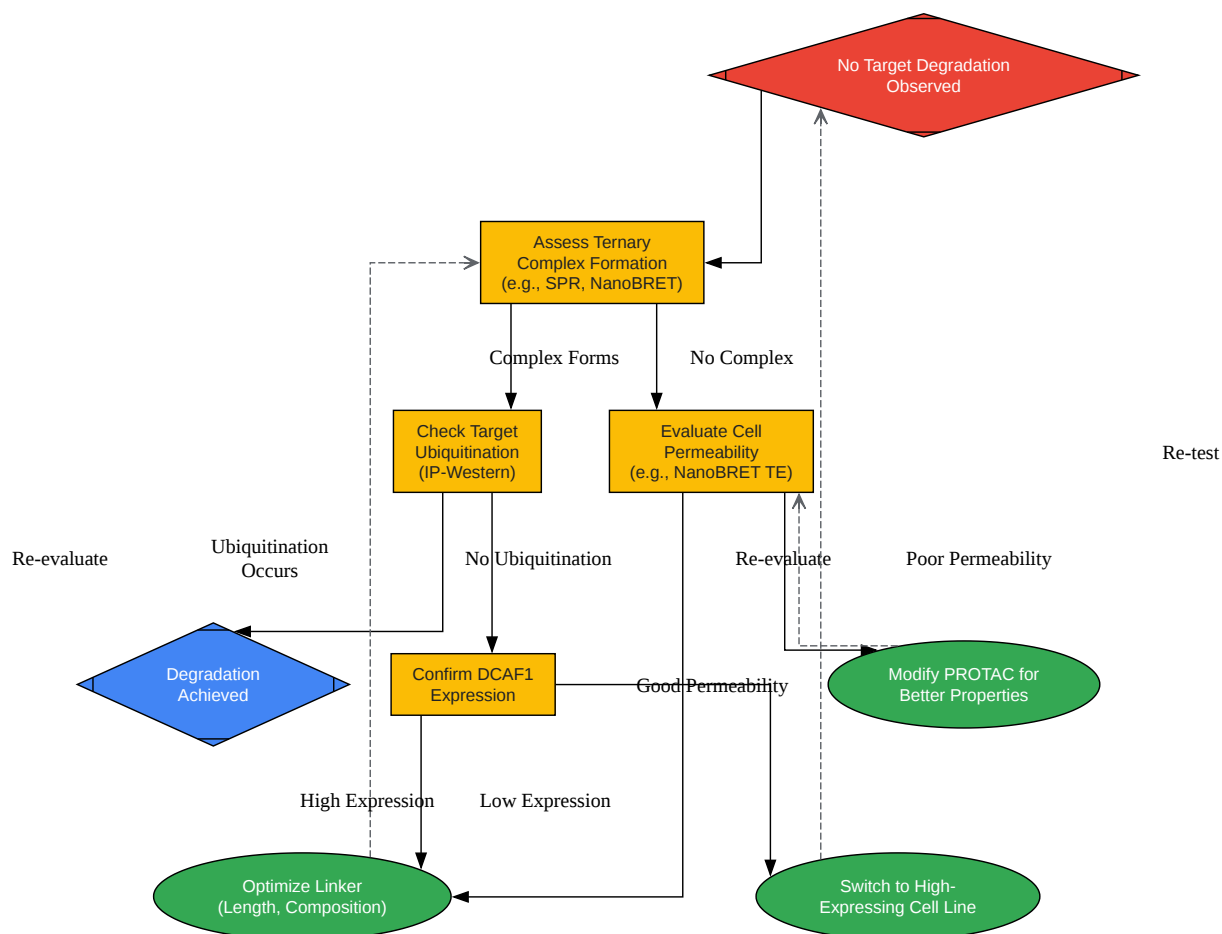 No Target Degradation
Observed
Assess Ternary
Complex Formation
(e.g., SPR, NanoBRET)
Complex Forms
No Complex
Check Target
Ubiquitination
(IP-Western)
Evaluate Cell
Permeability
(e.g., NanoBRET TE)
Re-test
Re-evaluate
Ubiquitination
Occurs
No Ubiquitination
Re-evaluate
Poor Permeability
Degradation
Achieved
Confirm DCAF1
Expression
Good Permeability
Modify PROTAC for
Better Properties
High Expression
Low Expression
Optimize Linker
(Length, Composition)
Switch to High-
Expressing Cell Line